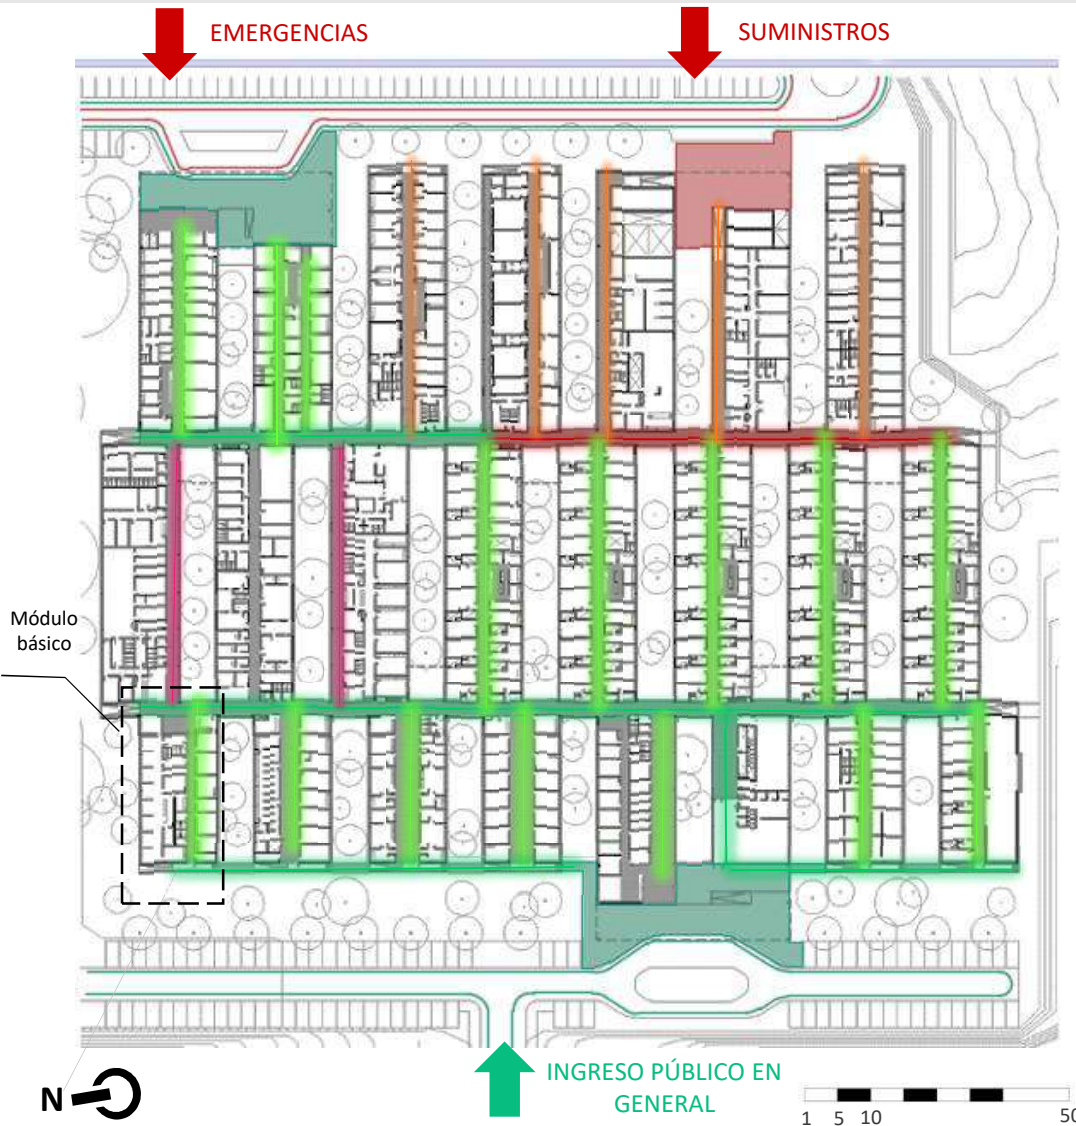 EMERGENCIAS
SUMINISTROS
Módulo
básico
INGRESO PÚBLICO EN
GENERAL
N
1 5 10 50